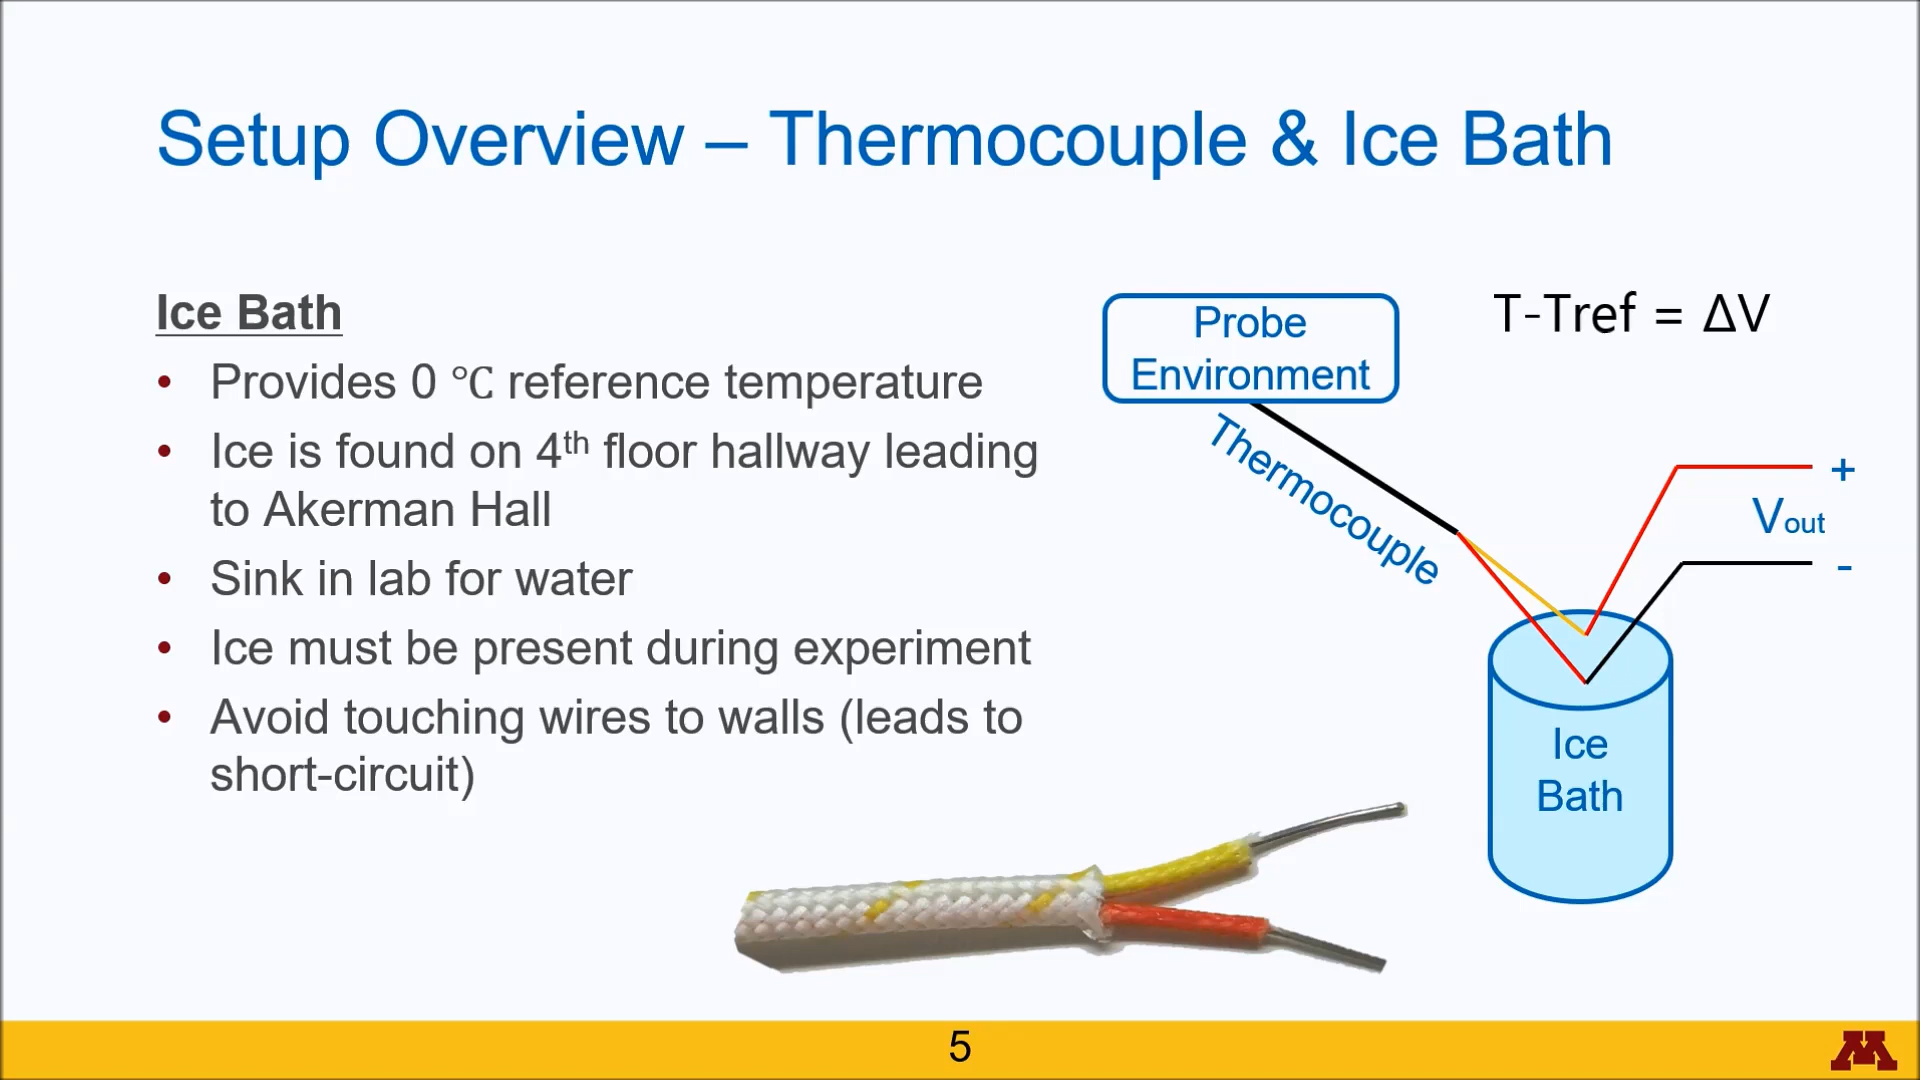 Setup Overview – Thermocouple & Ice Bath
Ice Bath
• Provides 0 ℃ reference temperature
• Ice is found on 4th floor hallway leading
to Akerman Hall
• Sink in lab for water
• Ice must be present during experiment
• Avoid touching wires to walls (leads to
short-circuit)
Probe
Environment
T-Tref = ΔV
Thermocouple
+
Vout
-
Ice
Bath
5
M